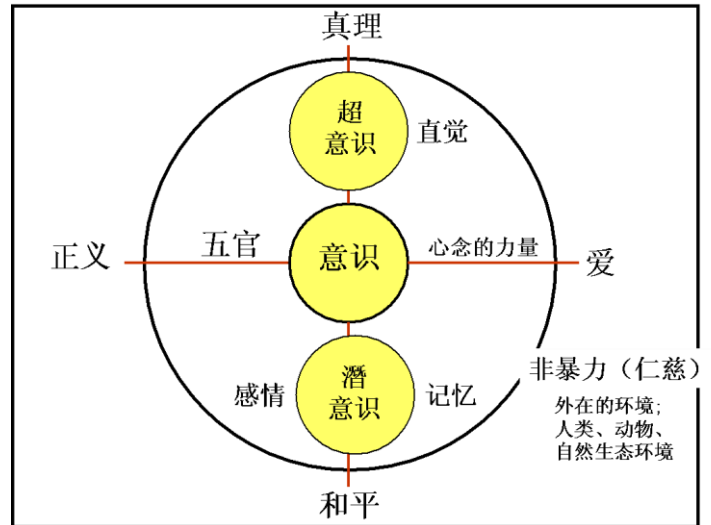 真理
超
意识
直觉
正义
五官
意识
心念的力量
爱
感情
潛
意识
记忆
非暴力（仁慈）
外在的环境；
人类、动物、
自然生态环境
和平